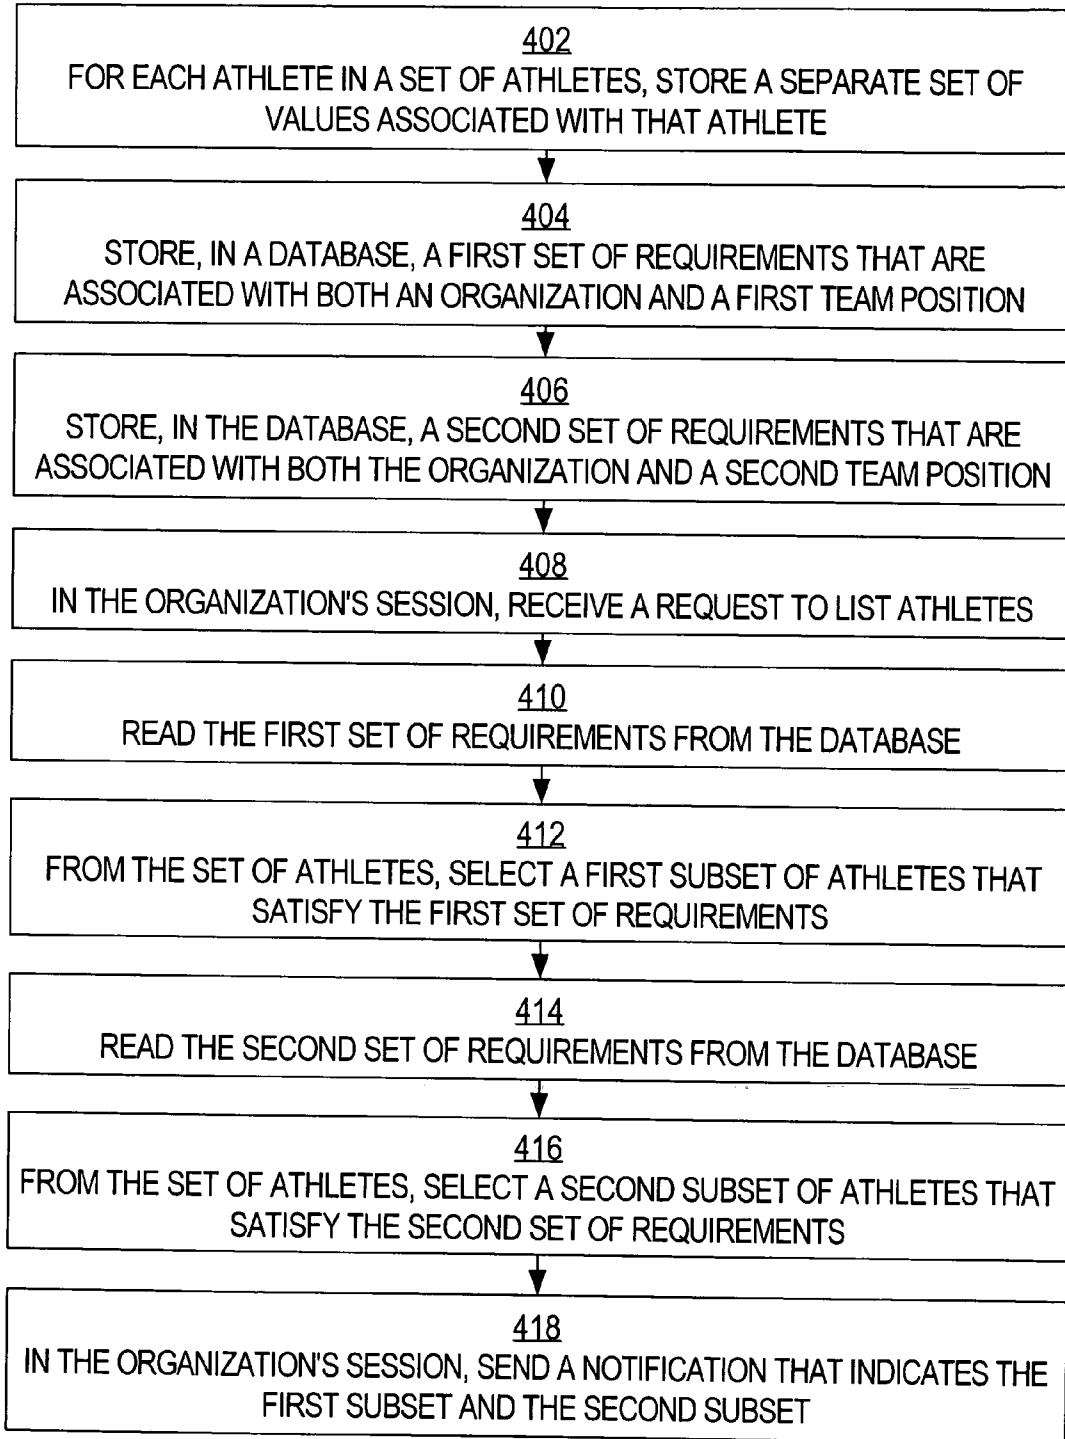 402
FOR EACH ATHLETE IN A SET OF ATHLETES, STORE A SEPARATE SET OF
VALUES ASSOCIATED WITH THAT ATHLETE
404
STORE, IN A DATABASE, A FIRST SET OF REQUIREMENTS THAT ARE
ASSOCIATED WITH BOTH AN ORGANIZATION AND A FIRST TEAM POSITION
406
STORE, IN THE DATABASE, A SECOND SET OF REQUIREMENTS THAT ARE
ASSOCIATED WITH BOTH THE ORGANIZATION AND A SECOND TEAM POSITION
408
IN THE ORGANIZATION'S SESSION, RECEIVE A REQUEST TO LIST ATHLETES
410
READ THE FIRST SET OF REQUIREMENTS FROM THE DATABASE
412
FROM THE SET OF ATHLETES, SELECT A FIRST SUBSET OF ATHLETES THAT
SATISFY THE FIRST SET OF REQUIREMENTS
414
READ THE SECOND SET OF REQUIREMENTS FROM THE DATABASE
416
FROM THE SET OF ATHLETES, SELECT A SECOND SUBSET OF ATHLETES THAT
SATISFY THE SECOND SET OF REQUIREMENTS
418
IN THE ORGANIZATION'S SESSION, SEND A NOTIFICATION THAT INDICATES THE
FIRST SUBSET AND THE SECOND SUBSET